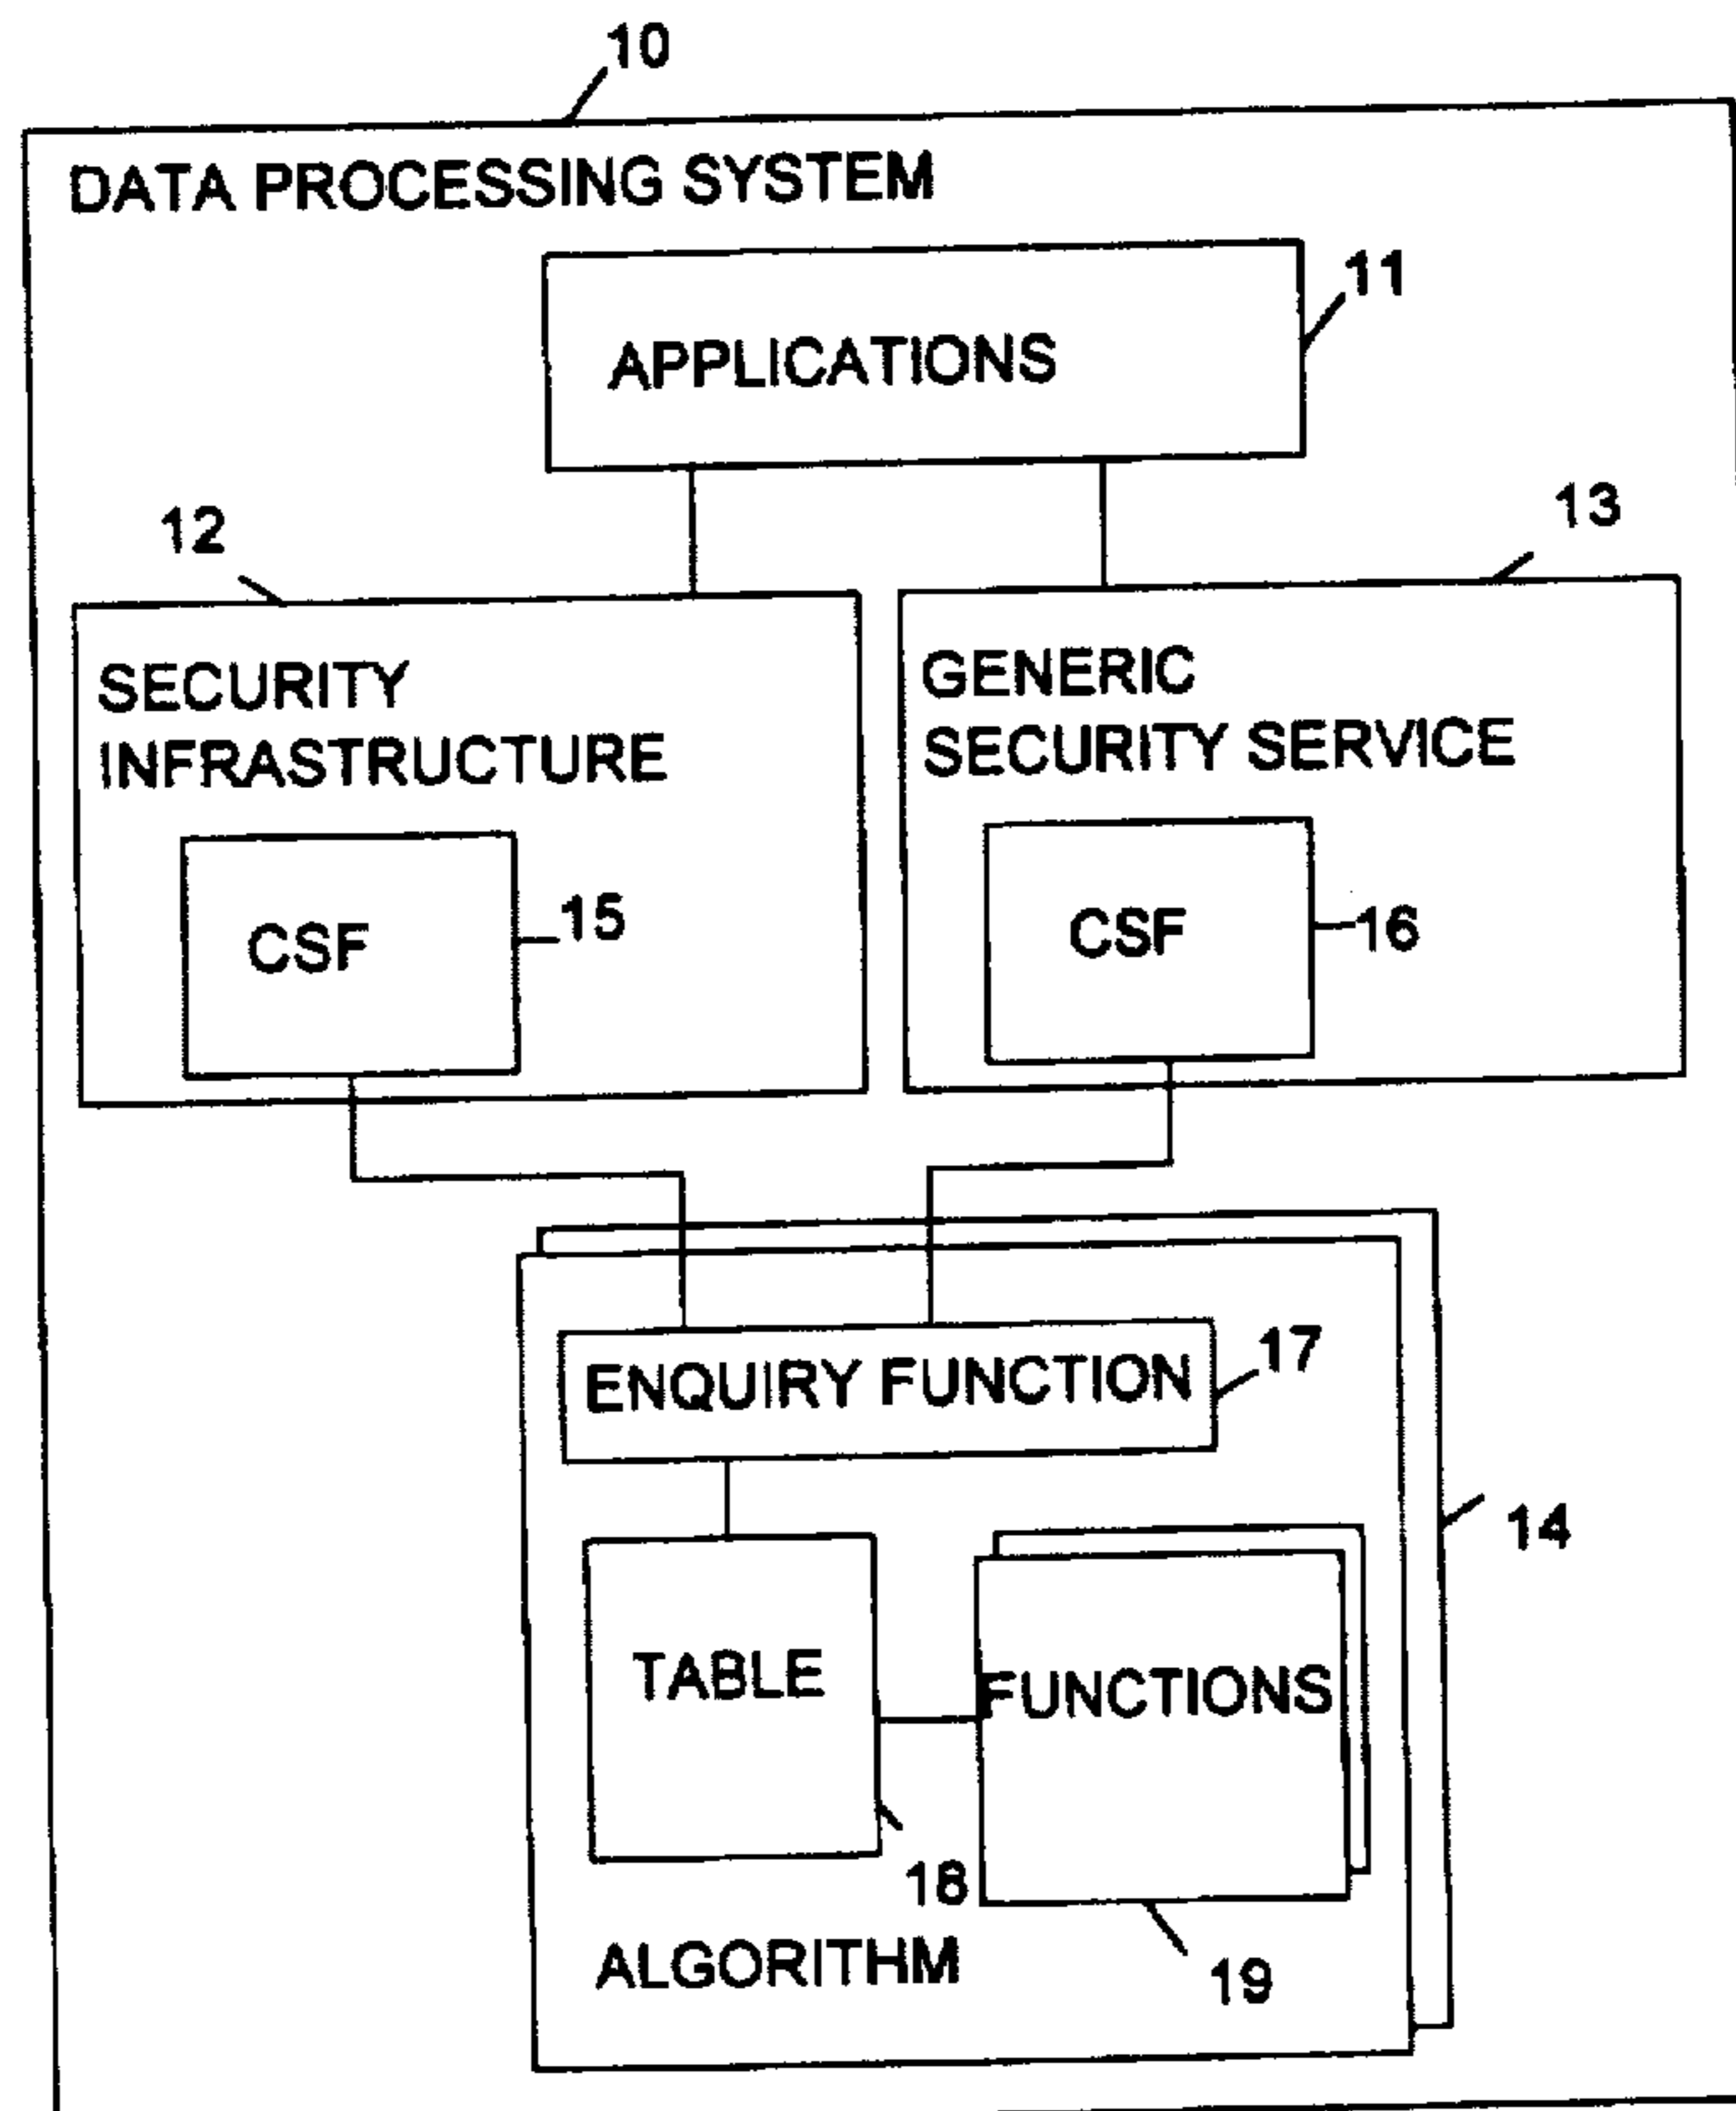 10
DATA PROCESSING SYSTEM
11
APPLICATIONS
12
13
SECURITY
INFRASTRUCTURE
GENERIC
SECURITY SERVICE
CSF
15
CSF
16
ENQUIRY FUNCTION
17
14
TABLE
FUNCTIONS
18
ALGORITHM
19